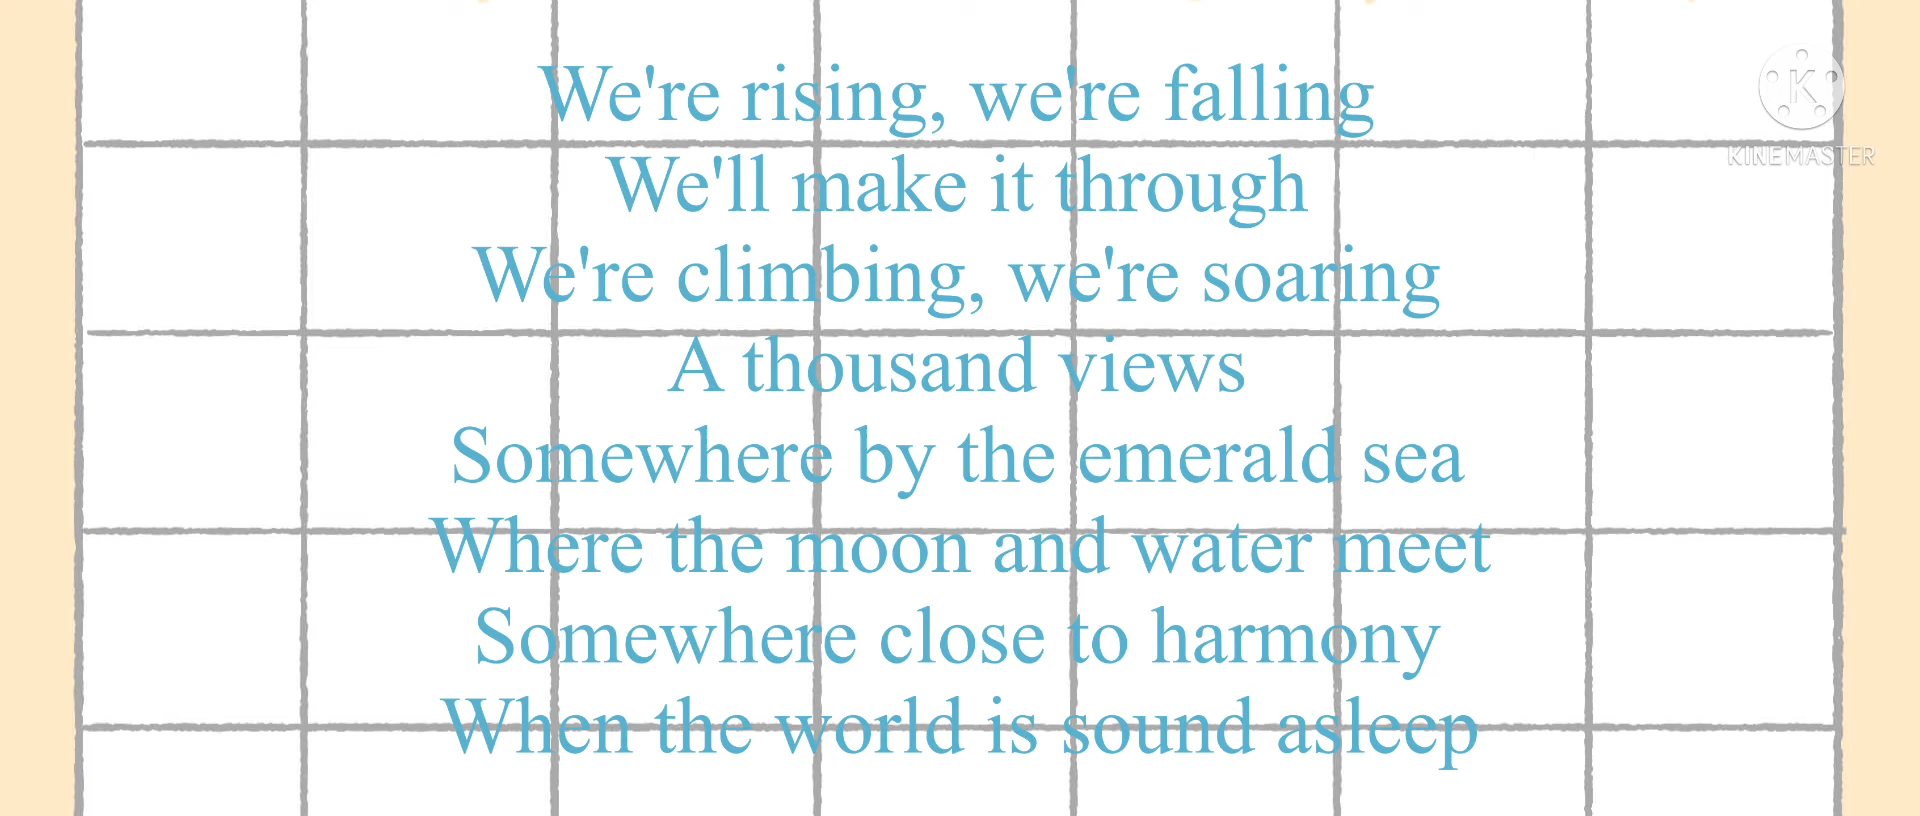 We're rising, we're falling
We'll make it through
We're climbing, we're soaring
A thousand views
Somewhere by the emerald sea
Where the moon and water meet
Somewhere close to harmony
When the world is sound asleep
K
KINEMASTER